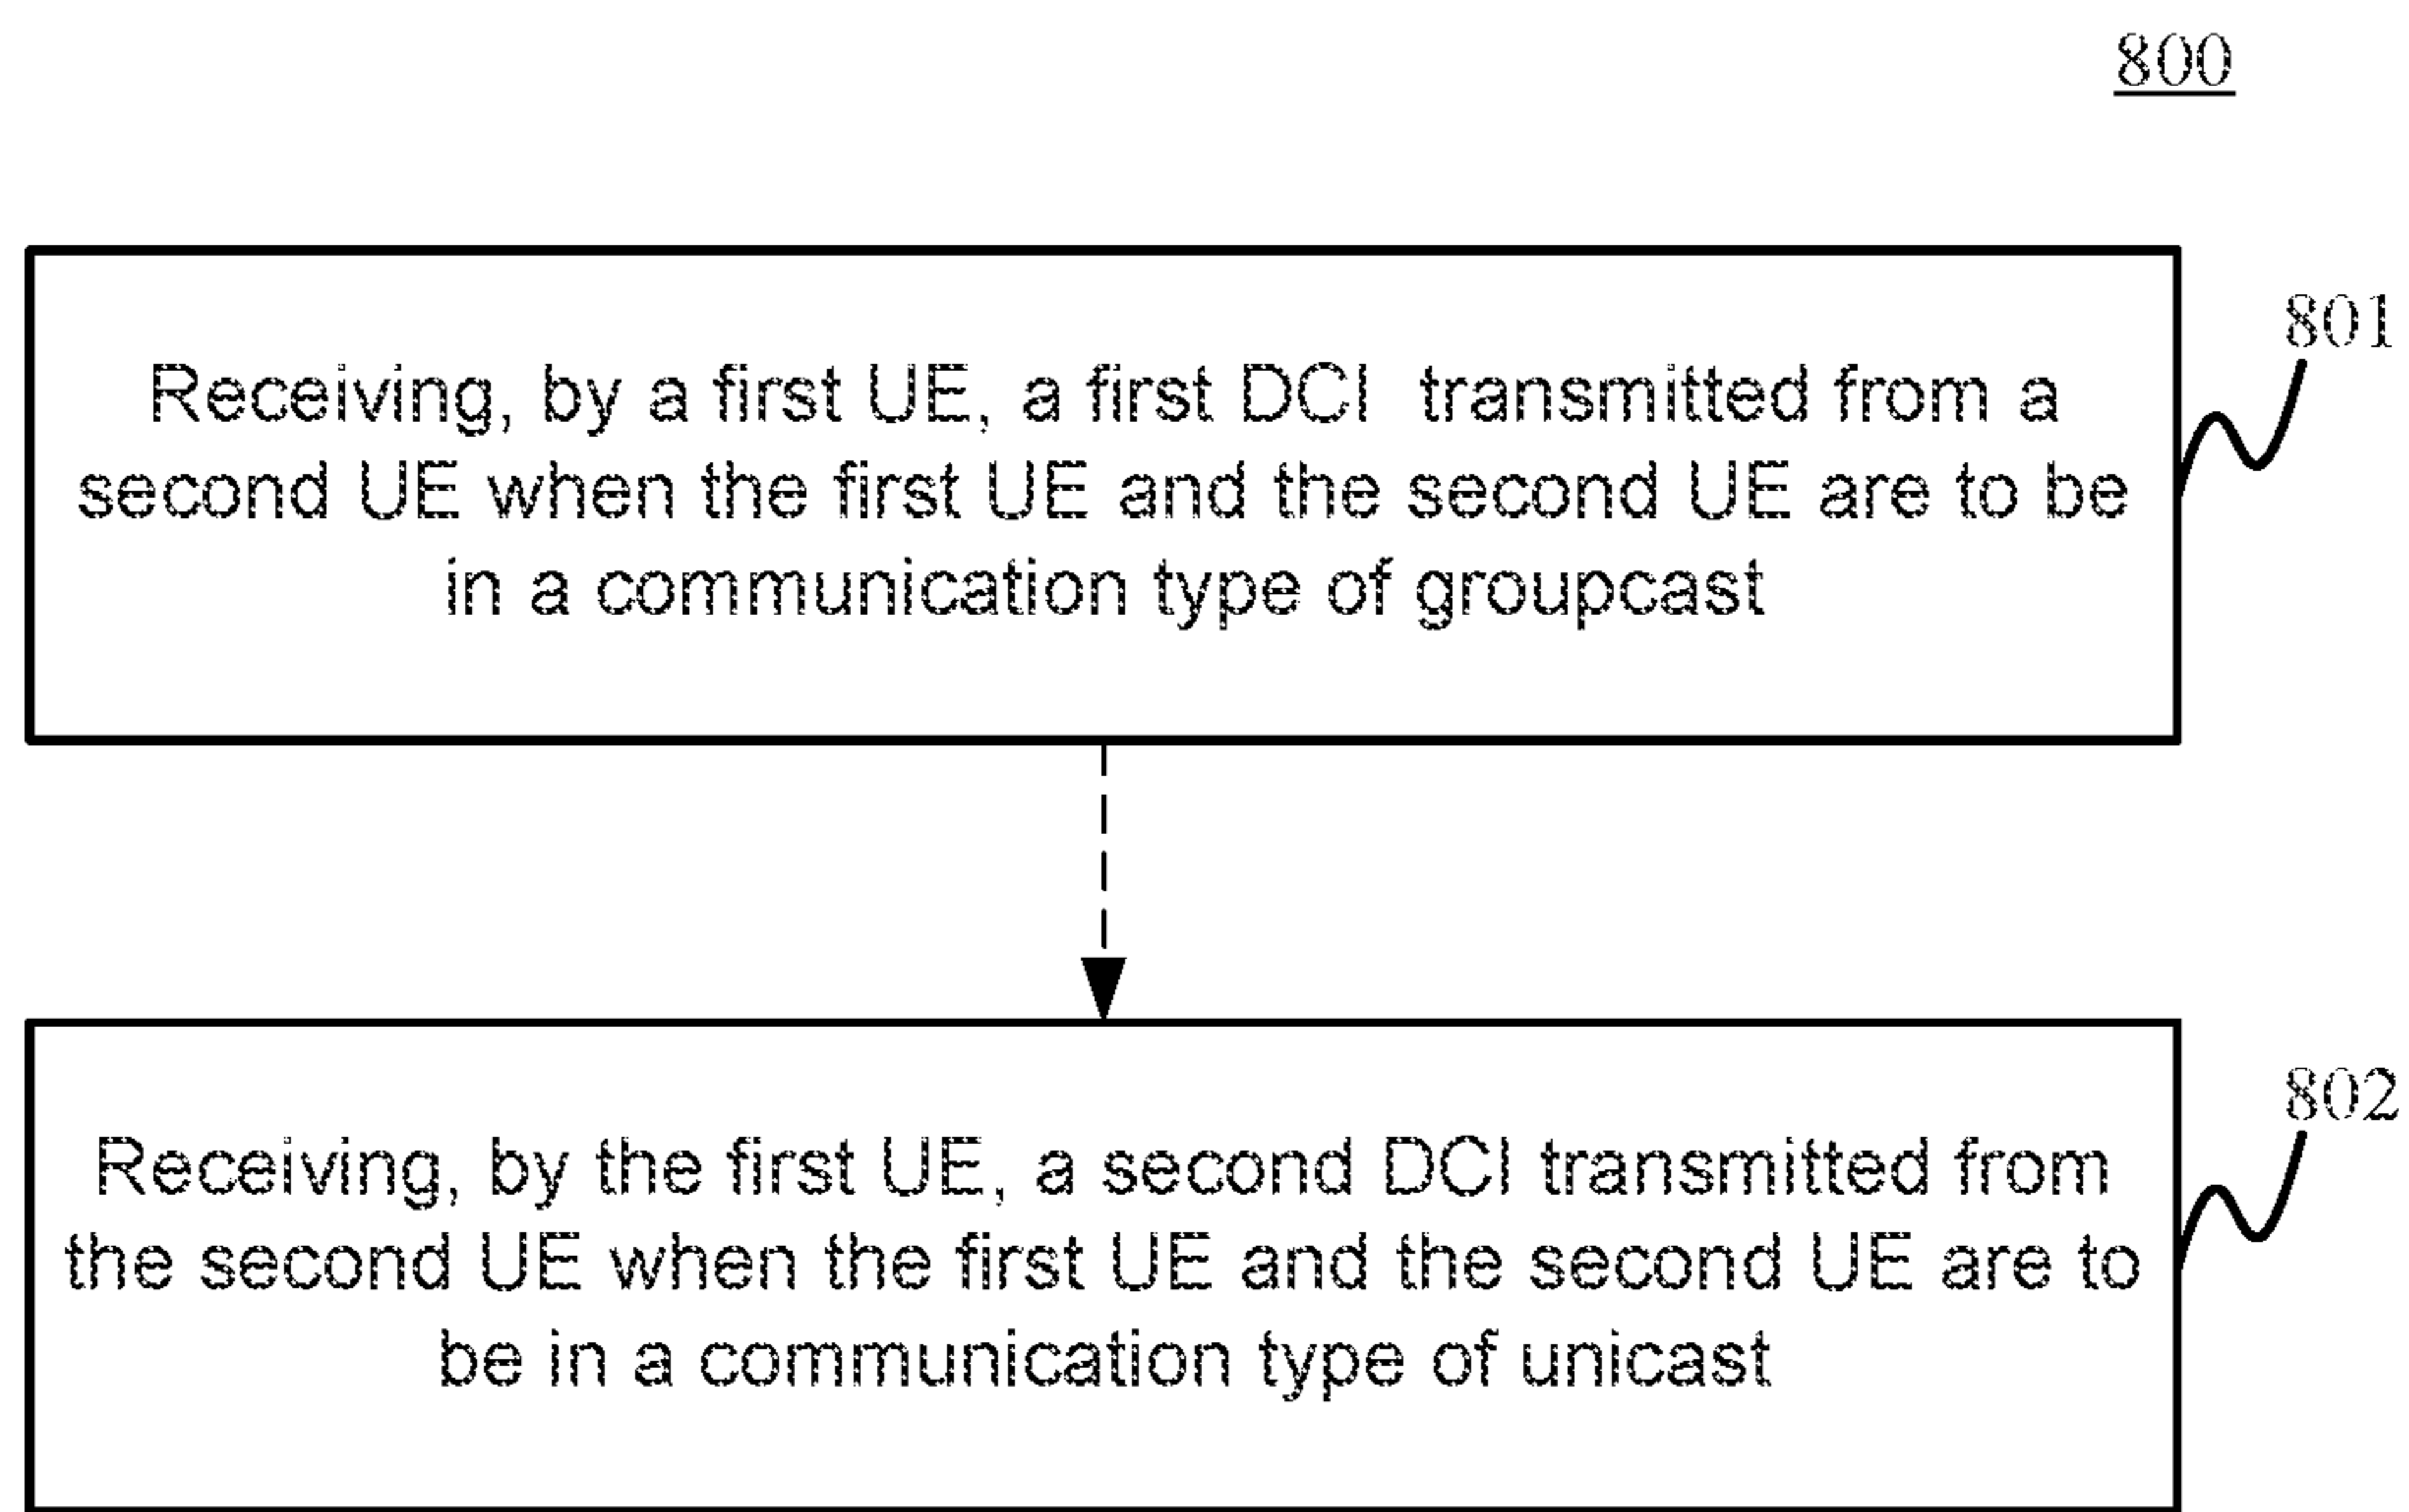 800
801
Receiving, by a first UE, a first DCI transmitted from a
second UE when the first UE and the second UE are to be
in a communication type of groupcast
802
Receiving, by the first UE, a second DCI transmitted from
the second UE when the first UE and the second UE are to
be in a communication type of unicast